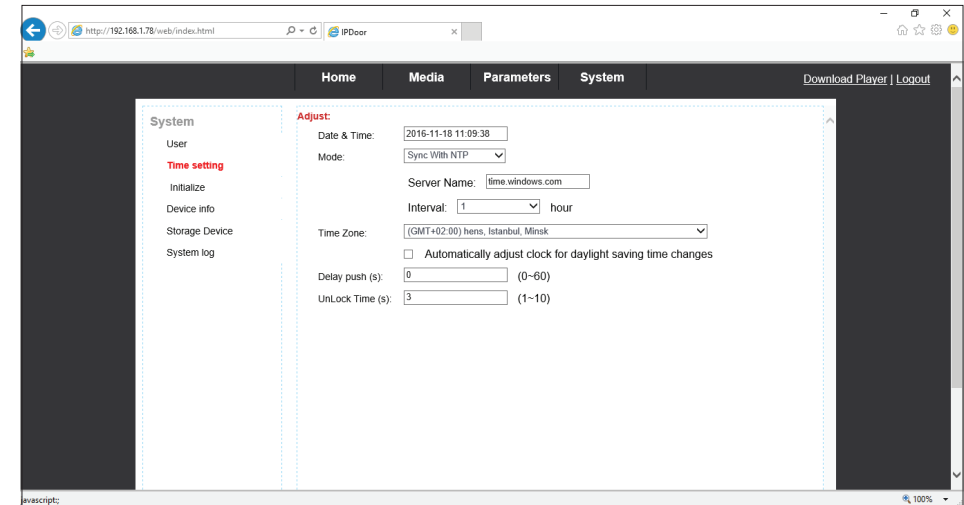 http://192.168.1.78/web/index.html
IPDoor
Home Media Parameters System Download Player | Logout
System
User
Time setting
Initialize
Device info
Storage Device
System log
Adjust:
Date & Time: 2016-11-18 11:09:38
Mode: Sync With NTP
Server Name: time.windows.com
Interval: 1 hour
Time Zone: (GMT+02:00) hens, Istanbul, Minsk
Automatically adjust clock for daylight saving time changes
Delay push (s): 0 (0~60)
UnLock Time (s): 3 (1~10)
javascript:;
100%